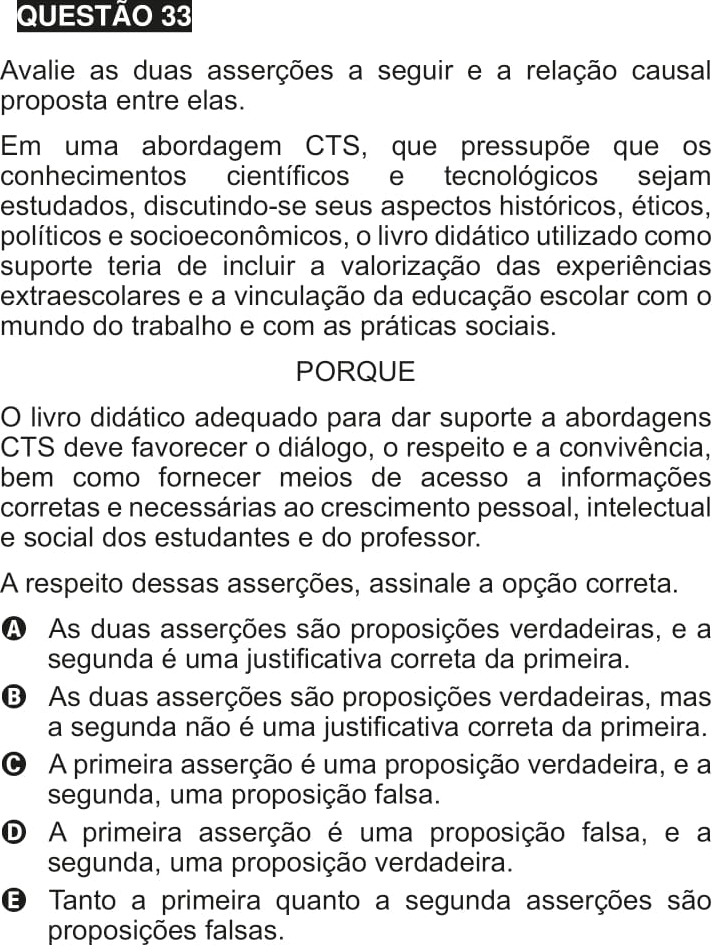 QUESTÃO 33
Avalie as duas asserções a seguir e a relação causal
proposta entre elas.
Em uma abordagem CTS, que pressupõe que os
conhecimentos científicos e tecnológicos sejam
estudados, discutindo-se seus aspectos históricos, éticos,
políticos e socioeconômicos, o livro didático utilizado como
suporte teria de incluir a valorização das experiências
extraescolares e a vinculação da educação escolar com o
mundo do trabalho e com as práticas sociais.
PORQUE
O livro didático adequado para dar suporte a abordagens
CTS deve favorecer o diálogo, o respeito e a convivência,
bem como fornecer meios de acesso a informações
corretas e necessárias ao crescimento pessoal, intelectual
e social dos estudantes e do professor.
A respeito dessas asserções, assinale a opção correta.
A As duas asserções são proposições verdadeiras, e a
segunda é uma justificativa correta da primeira.
B As duas asserções são proposições verdadeiras, mas
a segunda não é uma justificativa correta da primeira.
C A primeira asserção é uma proposição verdadeira, e a
segunda, uma proposição falsa.
D A primeira asserção é uma proposição falsa, e a
segunda, uma proposição verdadeira.
E Tanto a primeira quanto a segunda asserções são
proposições falsas.